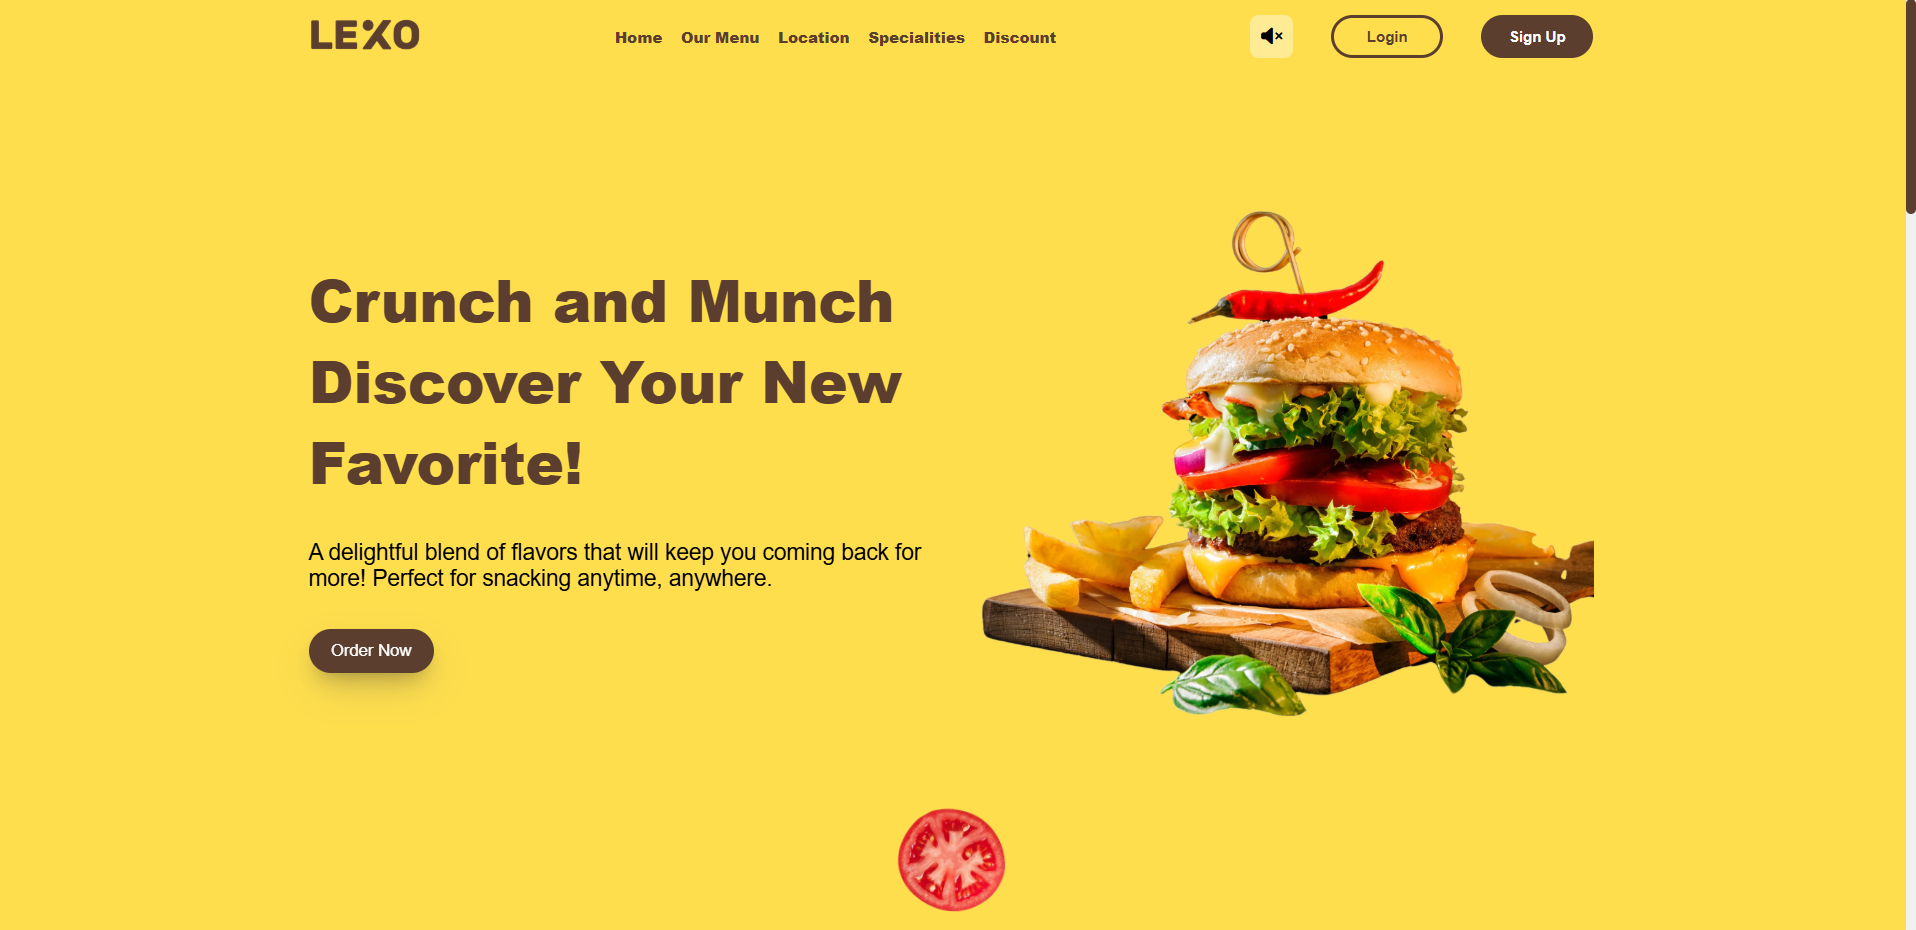 LEXO
Home Our Menu Location Specialities Discount
Login
Sign Up
Crunch and Munch
Discover Your New
Favorite!
A delightful blend of flavors that will keep you coming back for
more! Perfect for snacking anytime, anywhere.
Order Now